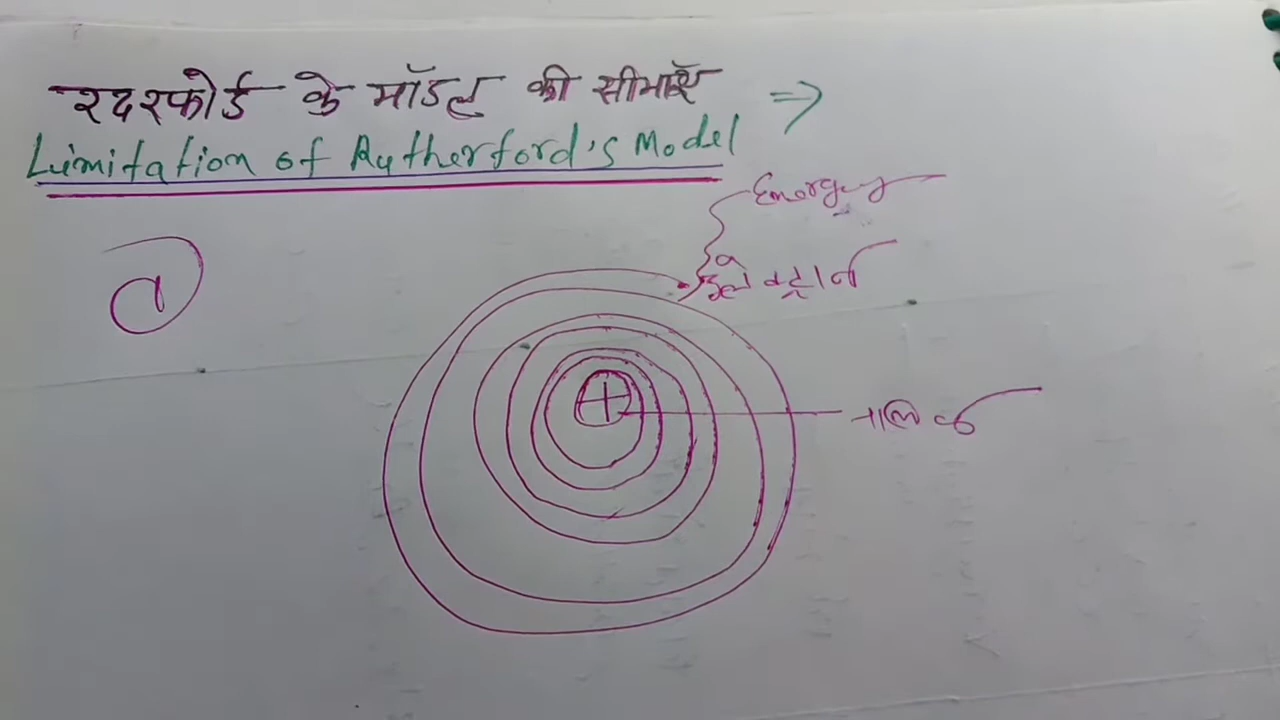 रदरफोर्ड के मॉडल की सीमाएँ ⇒
Limitation of Rutherford's Model
Energy
इलेक्ट्रान
+
नाभिक